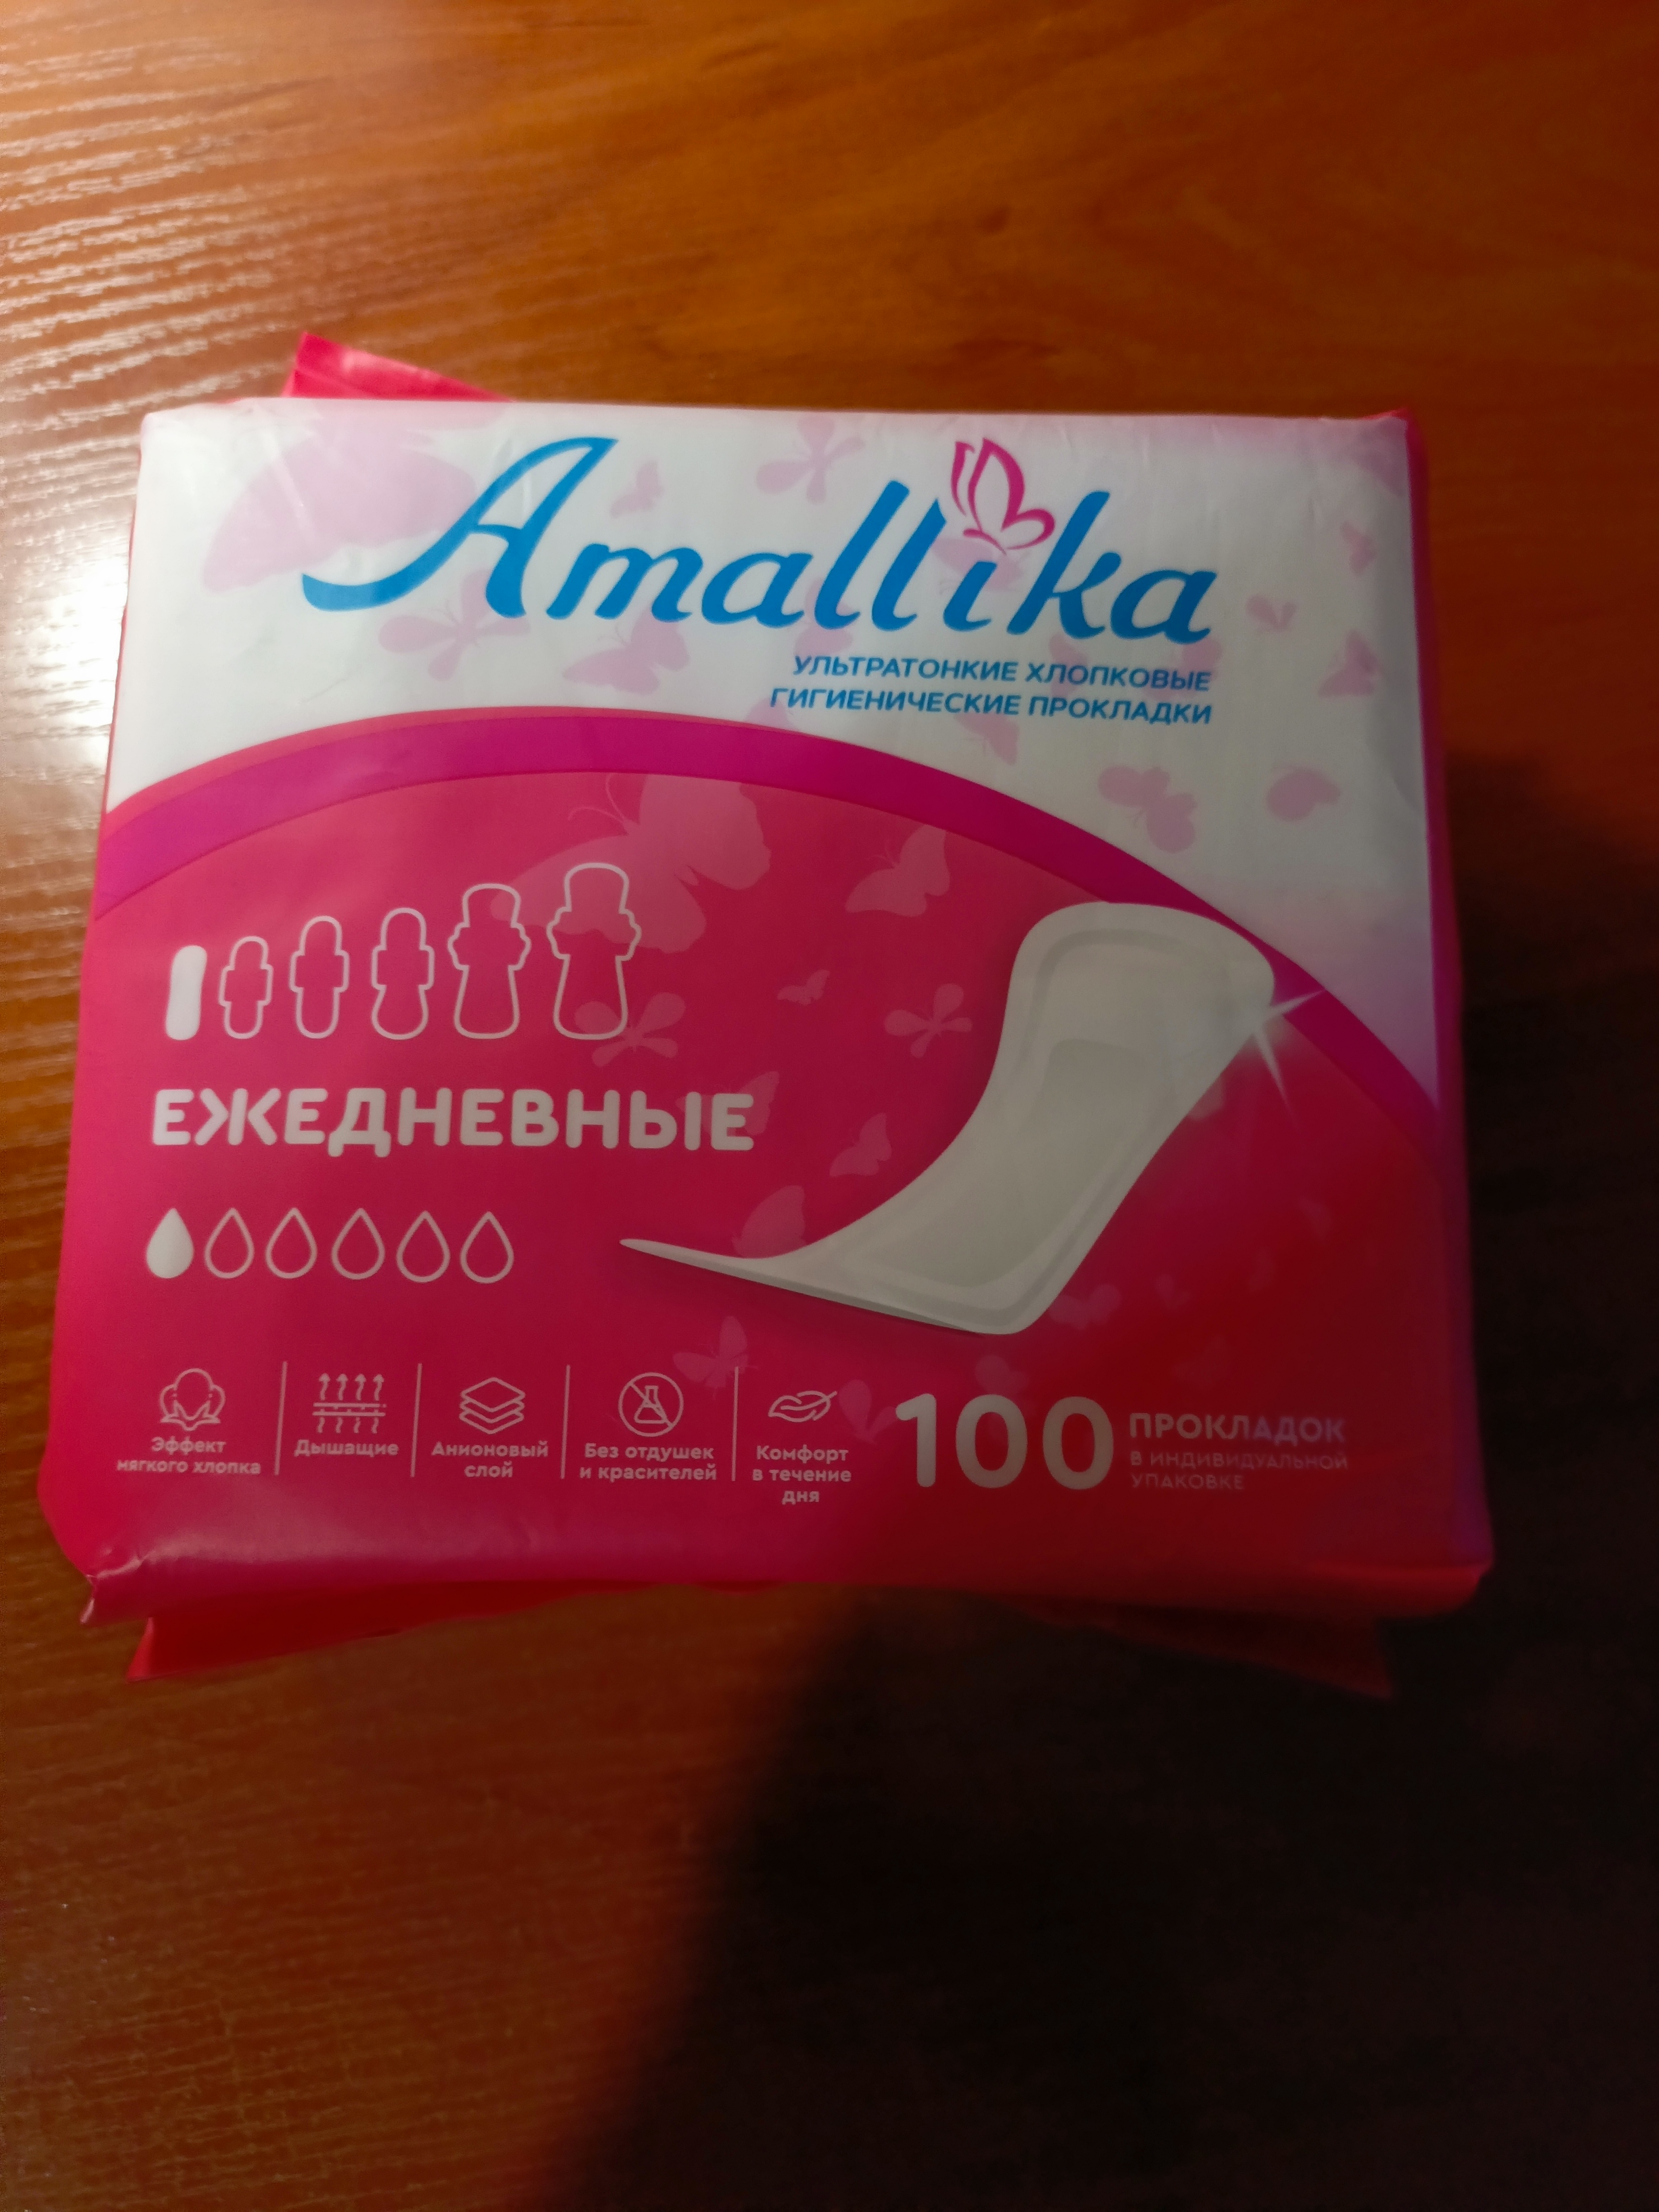 Amallika
УЛЬТРАТОНКИЕ ХЛОПКОВЫЕ
ГИГИЕНИЧЕСКИЕ ПРОКЛАДКИ
ЕЖЕДНЕВНЫЕ
Эффект
мягкого хлопка
Дышащие
Анионовый
слой
Без отдушек
и красителей
Комфорт
в течение
дня
100
ПРОКЛАДОК
В ИНДИВИДУАЛЬНОЙ
УПАКОВКЕ